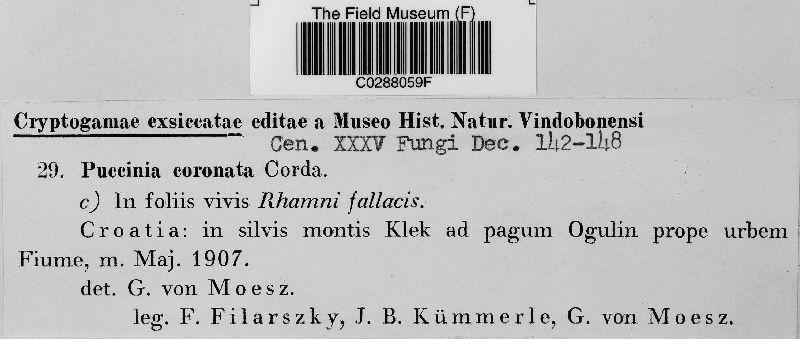 The Field Museum (F)
C0288059F
Cryptogamae exsiccatae editae a Museo Hist. Natur. Vindobonensi
Cen. XXXV Fungi Dec. 142-148
29. Puccinia coronata Corda.
c) In foliis vivis Rhamni fallacis.
Croatia: in silvis montis Klek ad pagum Ogulin prope urbem
Fiume, m. Maj. 1907.
det. G. von Moesz.
leg. F. Filarszky, J. B. Kümmerle, G. von Moesz.